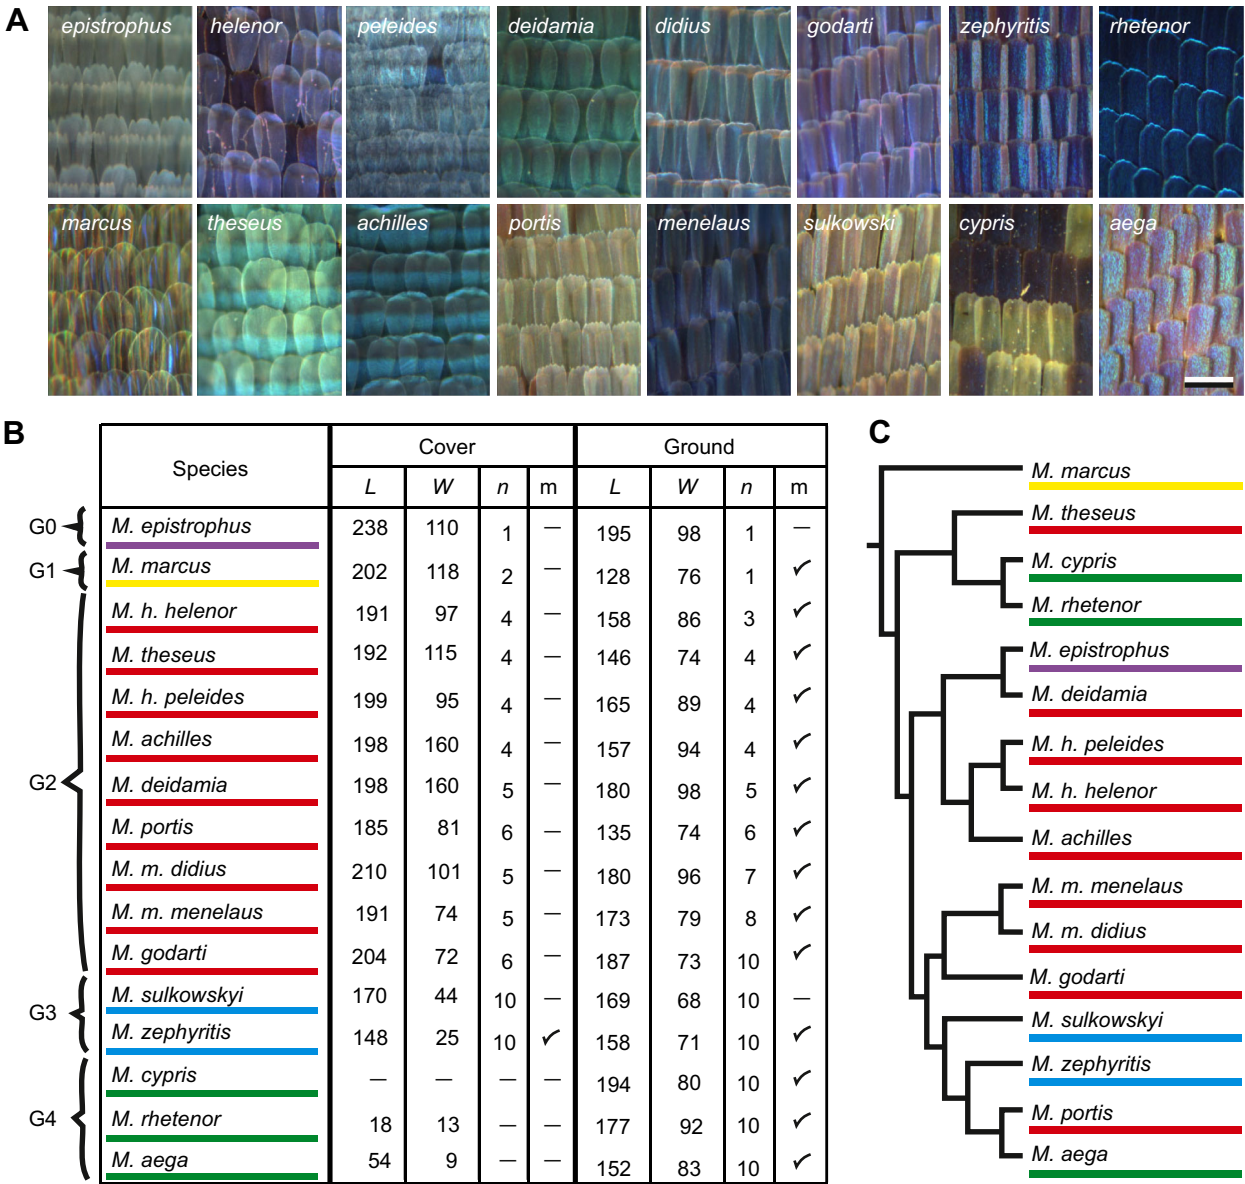 A
epistrophus helenor peleides deidamia didius godarti zephyritis rhetenor
marcus theseus achilles portis menelaus sulkowski cypris aega
B
Species Cover Ground
L W n m L W n m
G0 M. epistrophus 238 110 1 — 195 98 1 —
G1 M. marcus 202 118 2 — 128 76 1 ✓
M. h. helenor 191 97 4 — 158 86 3 ✓
M. theseus 192 115 4 — 146 74 4 ✓
M. h. peleides 199 95 4 — 165 89 4 ✓
M. achilles 198 160 4 — 157 94 4 ✓
G2 M. deidamia 198 160 5 — 180 98 5 ✓
M. portis 185 81 6 — 135 74 6 ✓
M. m. didius 210 101 5 — 180 96 7 ✓
M. m. menelaus 191 74 5 — 173 79 8 ✓
M. godarti 204 72 6 — 187 73 10 ✓
G3 M. sulkowskyi 170 44 10 — 169 68 10 —
M. zephyritis 148 25 10 ✓ 158 71 10 ✓
M. cypris — — — — 194 80 10 ✓
G4 M. rhetenor 18 13 — — 177 92 10 ✓
M. aega 54 9 — — 152 83 10 ✓
C
M. marcus
M. theseus
M. cypris
M. rhetenor
M. epistrophus
M. deidamia
M. h. peleides
M. h. helenor
M. achilles
M. m. menelaus
M. m. didius
M. godarti
M. sulkowskyi
M. zephyritis
M. portis
M. aega